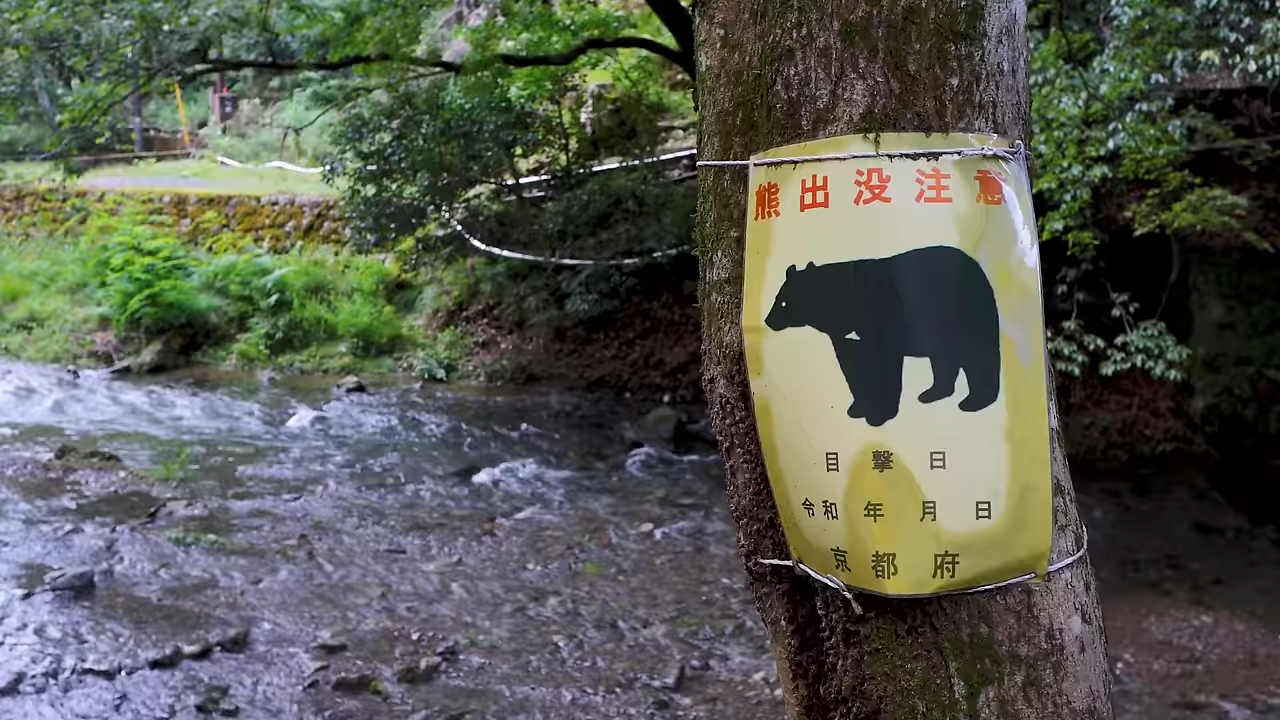 熊出没注意
目撃日
令和 年 月 日
京都府